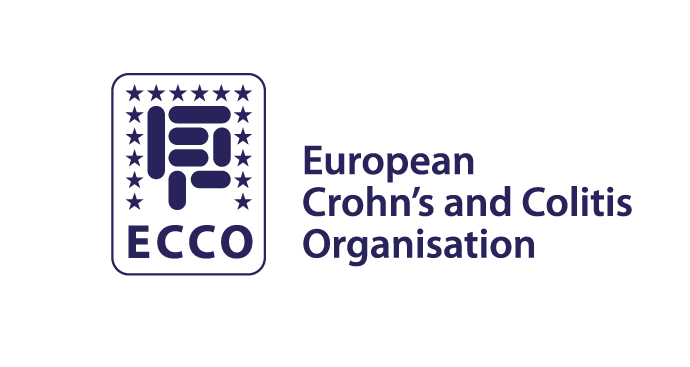 ECCO
European
Crohn's and Colitis
Organisation